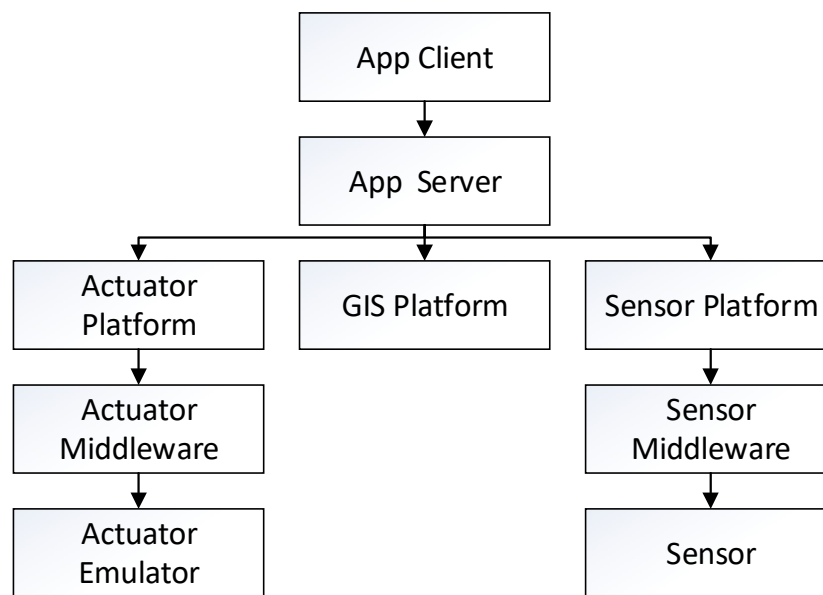 App Client
App Server
Actuator
Platform
GIS Platform
Sensor Platform
Actuator
Middleware
Sensor
Middleware
Actuator
Emulator
Sensor